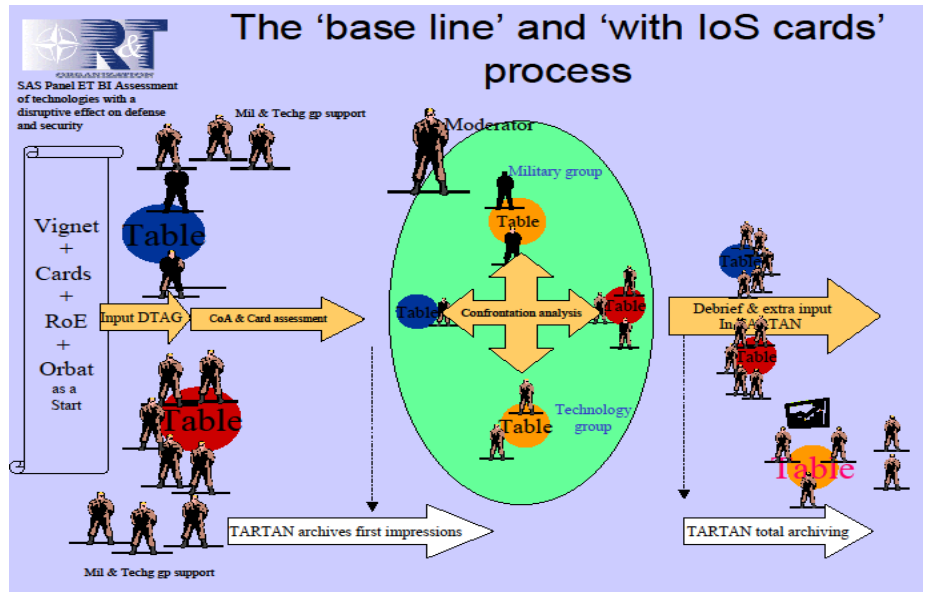 The 'base line' and 'with IoS cards'
process
R&T
ORGANIZATION
SAS Panel ET BI Assessment
of technologies with a
disruptive effect on defense
and security
Mil & Techg gp support
Vignet
+
Cards
+
RoE
+
Orbat
as a
Start
Table
Input DTAG
CoA & Card assessment
Table
Mil & Techg gp support
TARTAN archives first impressions
Moderator
Military group
Table
Table
Confrontation analysis
Table
Technology
group
Table
Table
Debrief & extra input
In TARTAN
Table
Table
TARTAN total archiving